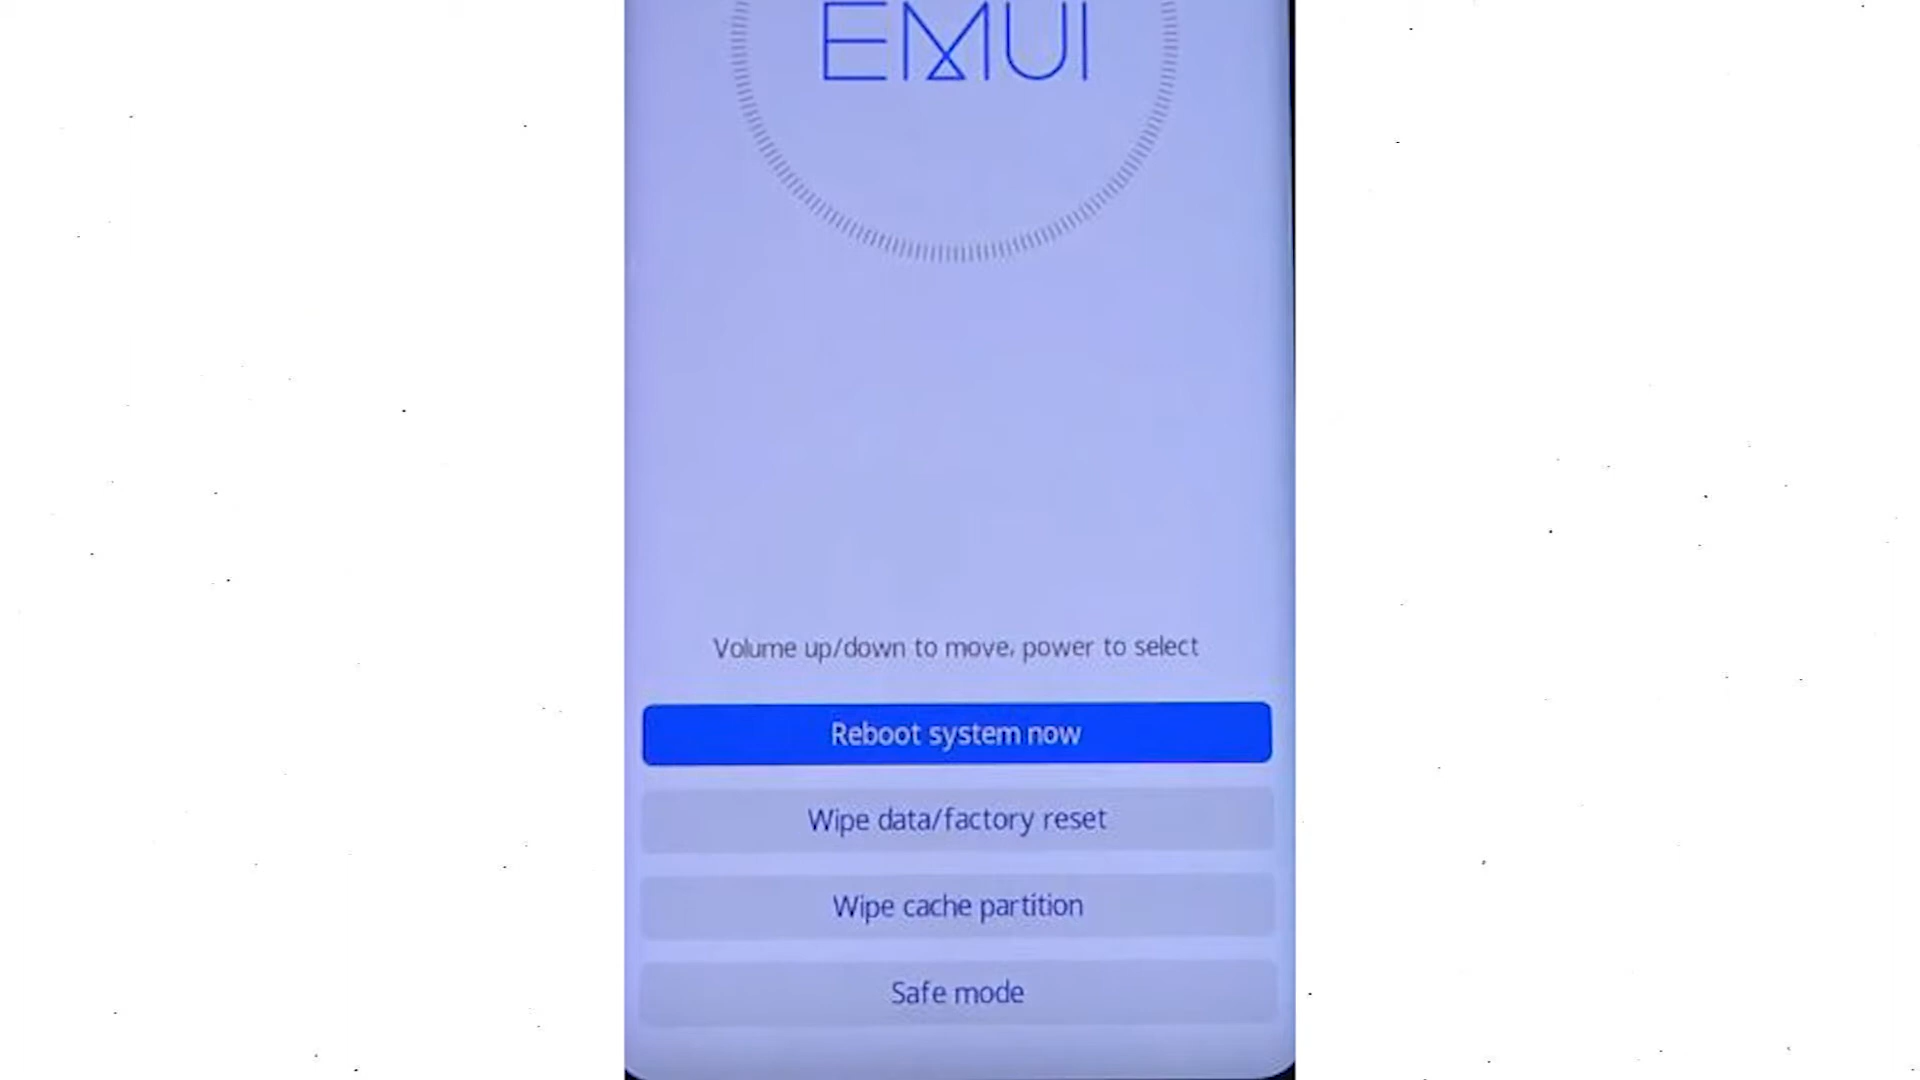 EMUI
Volume up/down to move, power to select
Reboot system now
Wipe data/factory reset
Wipe cache partition
Safe mode